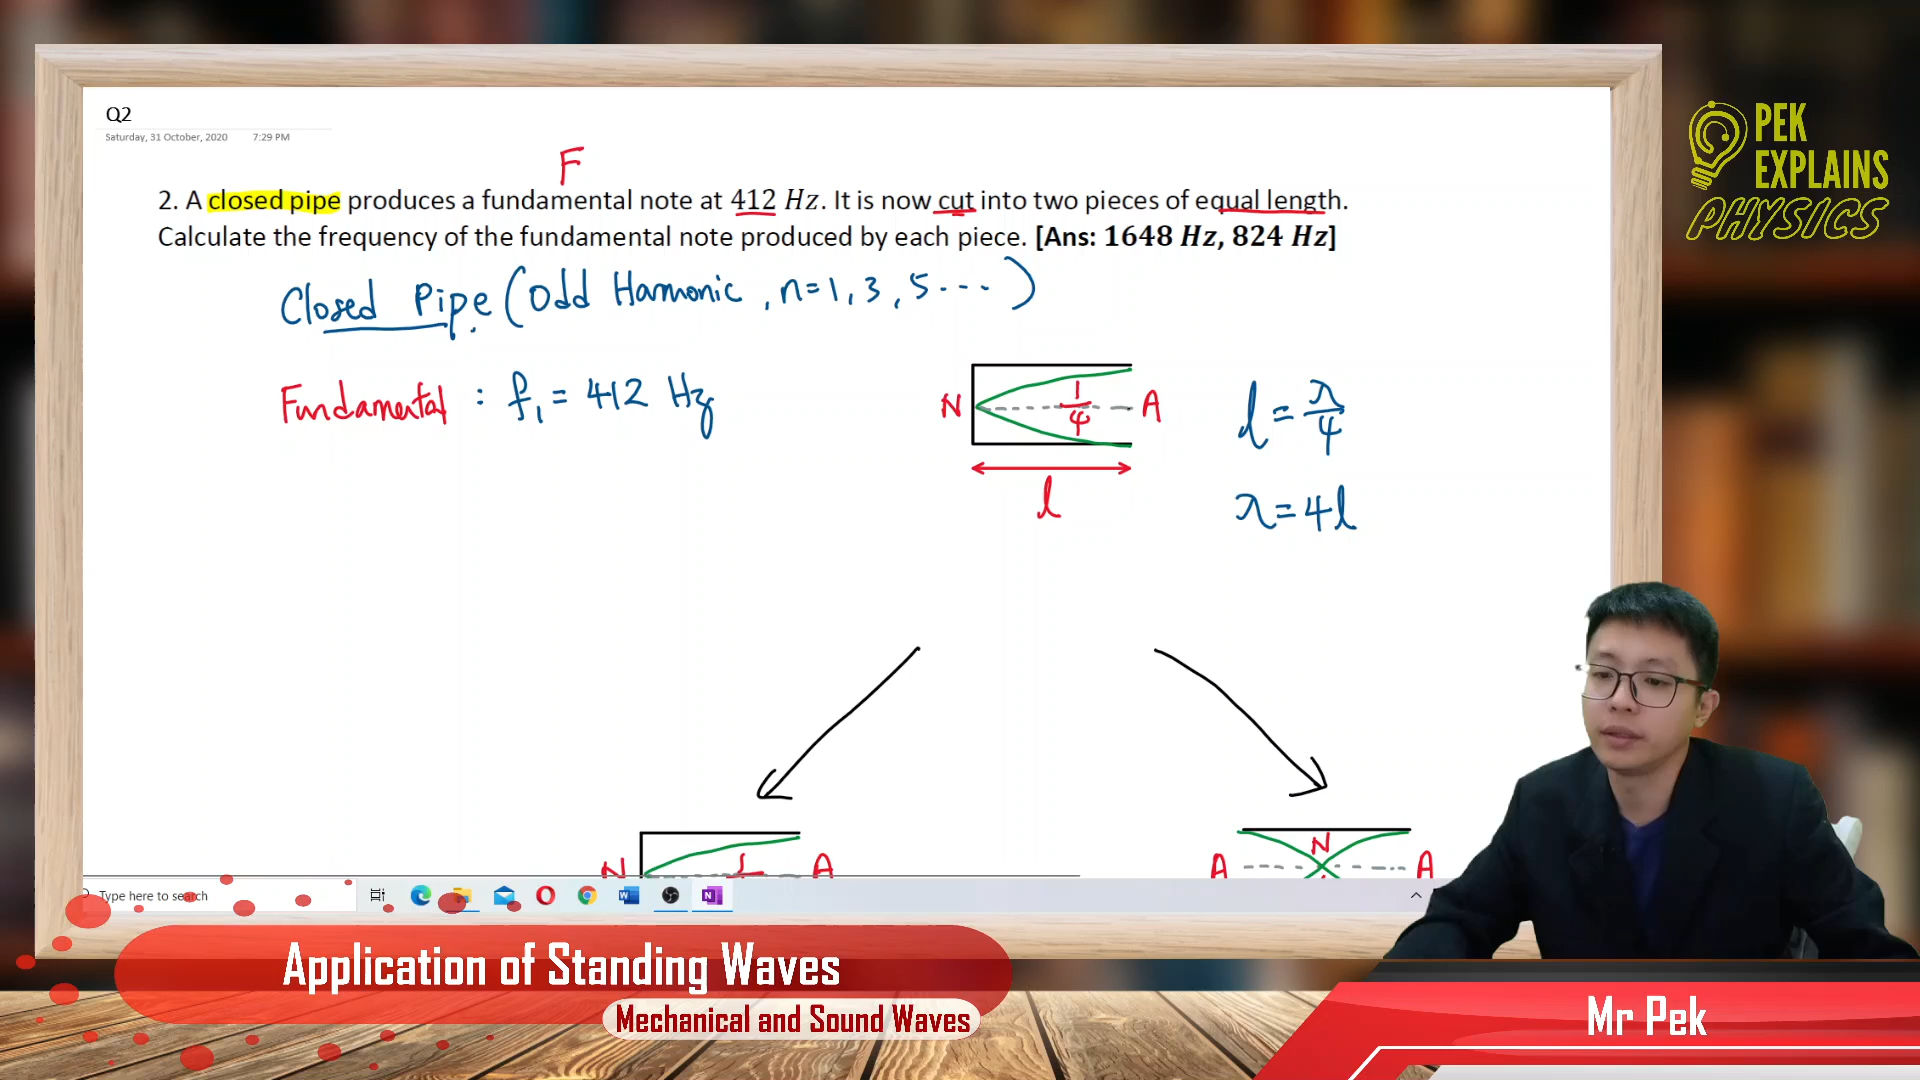 Q2
Saturday, 31 October, 2020 7:29 PM
F
2. A closed pipe produces a fundamental note at 412 Hz. It is now cut into two pieces of equal length.
Calculate the frequency of the fundamental note produced by each piece. [Ans: 1648 Hz, 824 Hz]
Closed Pipe (Odd Harmonic, n=1, 3, 5 ... )
Fundamental : f₁ = 412 Hz
N 1/4 A
l
l = λ/4
λ = 4l
N A
A N A
Type here to search
PEK
EXPLAINS
PHYSICS
Application of Standing Waves
Mechanical and Sound Waves
Mr Pek